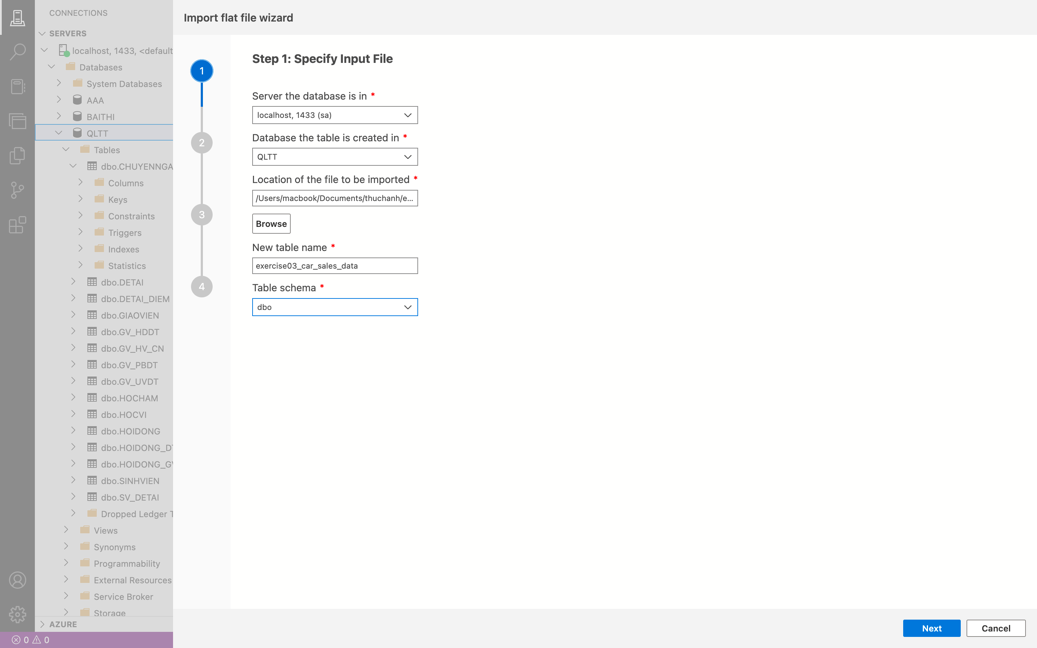 CONNECTIONS
Import flat file wizard
SERVERS
localhost, 1433, <default
Databases
System Databases
AAA
BAITHI
QLTT
Tables
dbo.CHUYENNGA
Columns
Keys
Constraints
Triggers
Indexes
Statistics
dbo.DETAI
dbo.DETAI_DIEM
dbo.GIAOVIEN
dbo.GV_HDDT
dbo.GV_HV_CN
dbo.GV_PBDT
dbo.GV_UVDT
dbo.HOCHAM
dbo.HOCVI
dbo.HOIDONG
dbo.HOIDONG_DT
dbo.HOIDONG_GV
dbo.SINHVIEN
dbo.SV_DETAI
Dropped Ledger T
Views
Synonyms
Programmability
External Resources
Service Broker
Storage
AZURE
0 0
1
2
3
4
Step 1: Specify Input File
Server the database is in *
localhost, 1433 (sa)
Database the table is created in *
QLTT
Location of the file to be imported *
/Users/macbook/Documents/thuchanh/e...
Browse
New table name *
exercise03_car_sales_data
Table schema *
dbo
Next
Cancel